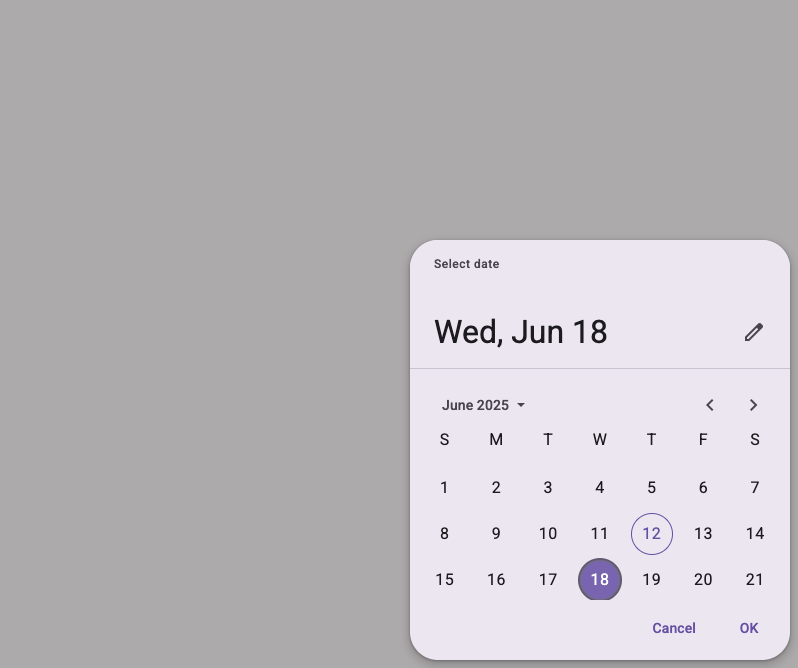 Select date
Wed, Jun 18
June 2025
S M T W T F S
1 2 3 4 5 6 7
8 9 10 11 12 13 14
15 16 17 18 19 20 21
Cancel OK